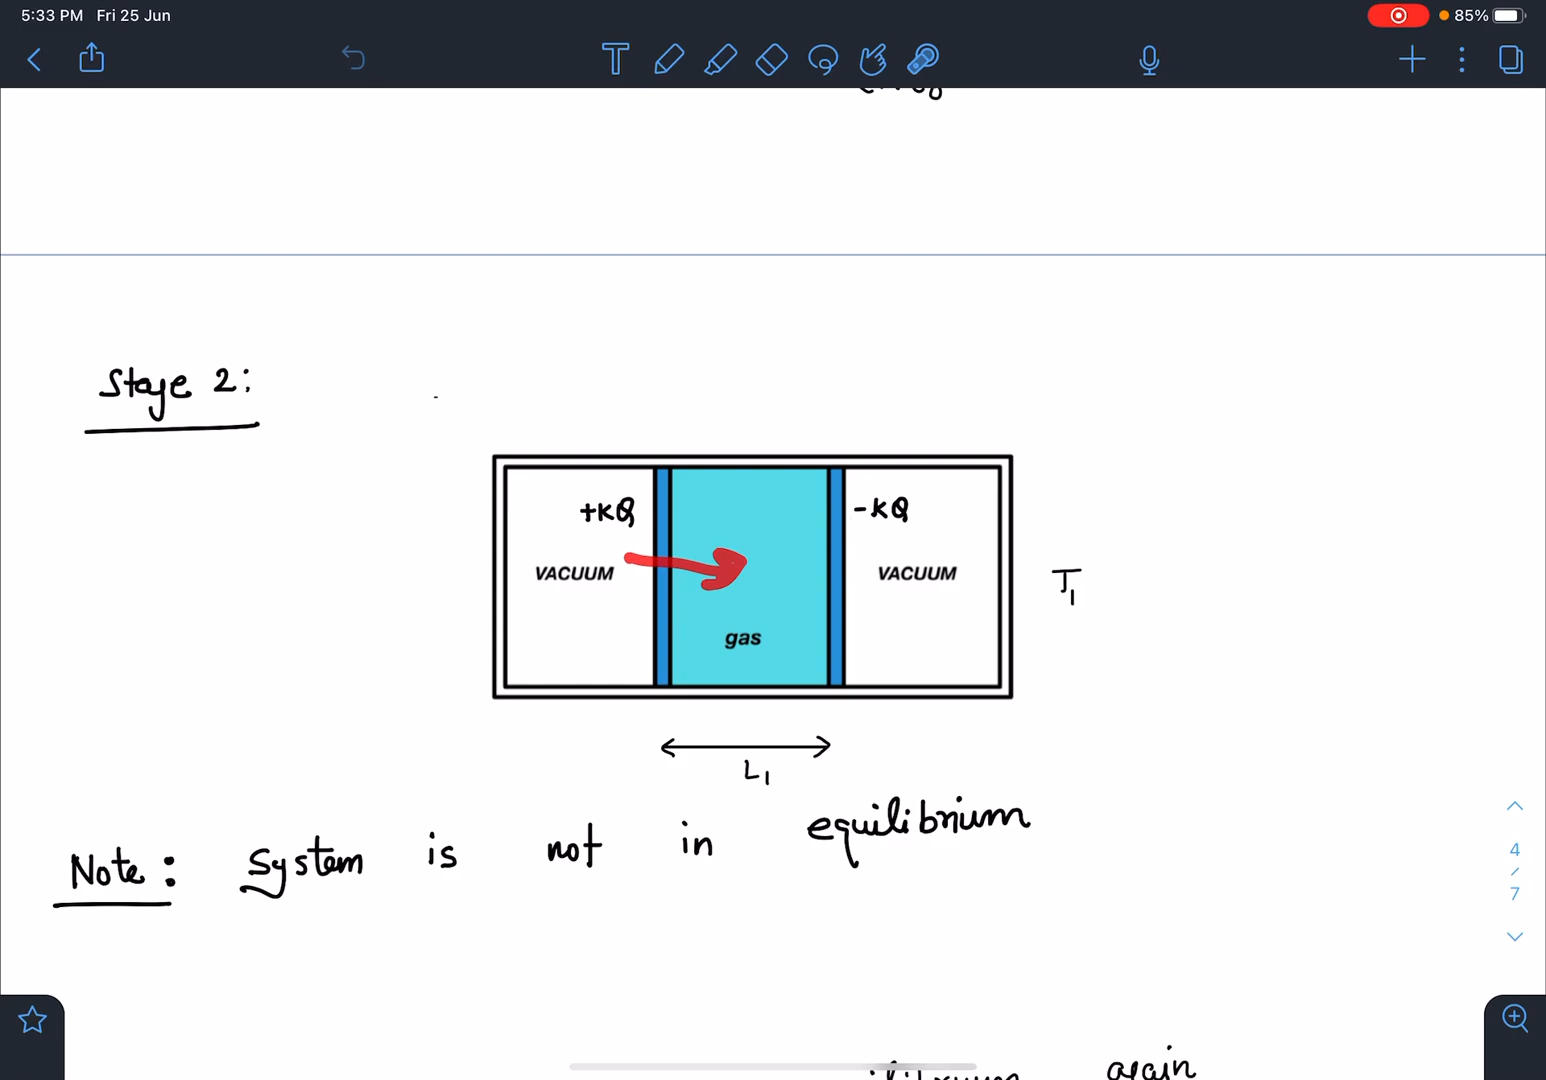 5:33 PM Fri 25 Jun
85%
T
Stage 2:
+KQ
-KQ
VACUUM
VACUUM
T1
gas
L1
Note: System is not in equilibrium
4
/
7
again